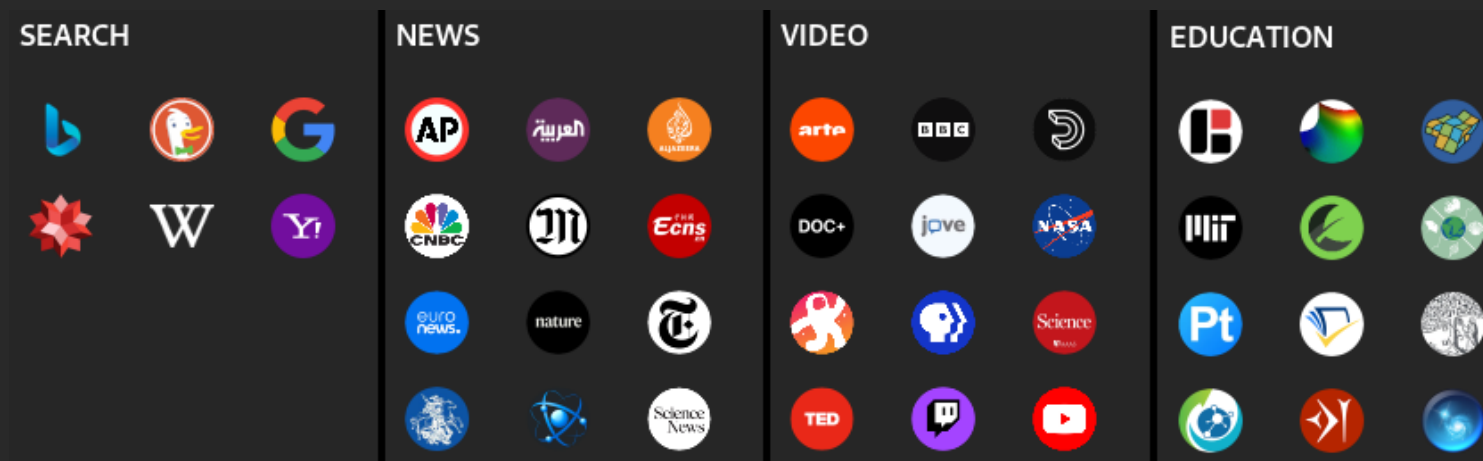 SEARCH
NEWS
VIDEO
EDUCATION
AP
العربية
ALJAZEERA
arte
BBC
W
Y!
CNBC
M
Ecns
DOC+
jove
NASA
MIT
euro
news.
nature
T
Science
Pt
Science
News
TED